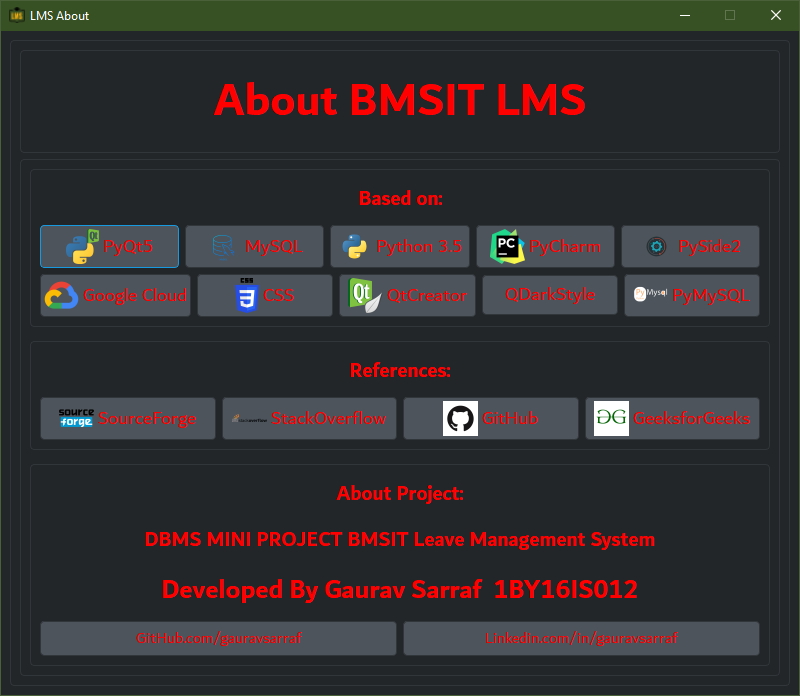 LMS About
About BMSIT LMS
Based on:
PyQt5 MySQL Python 3.5 PyCharm PySide2
Google Cloud CSS QtCreator QDarkStyle PyMySQL
References:
SourceForge StackOverflow GitHub GeeksforGeeks
About Project:
DBMS MINI PROJECT BMSIT Leave Management System
Developed By Gaurav Sarraf 1BY16IS012
GitHub.com/gauravsarraf Linkedin.com/in/gauravsarraf